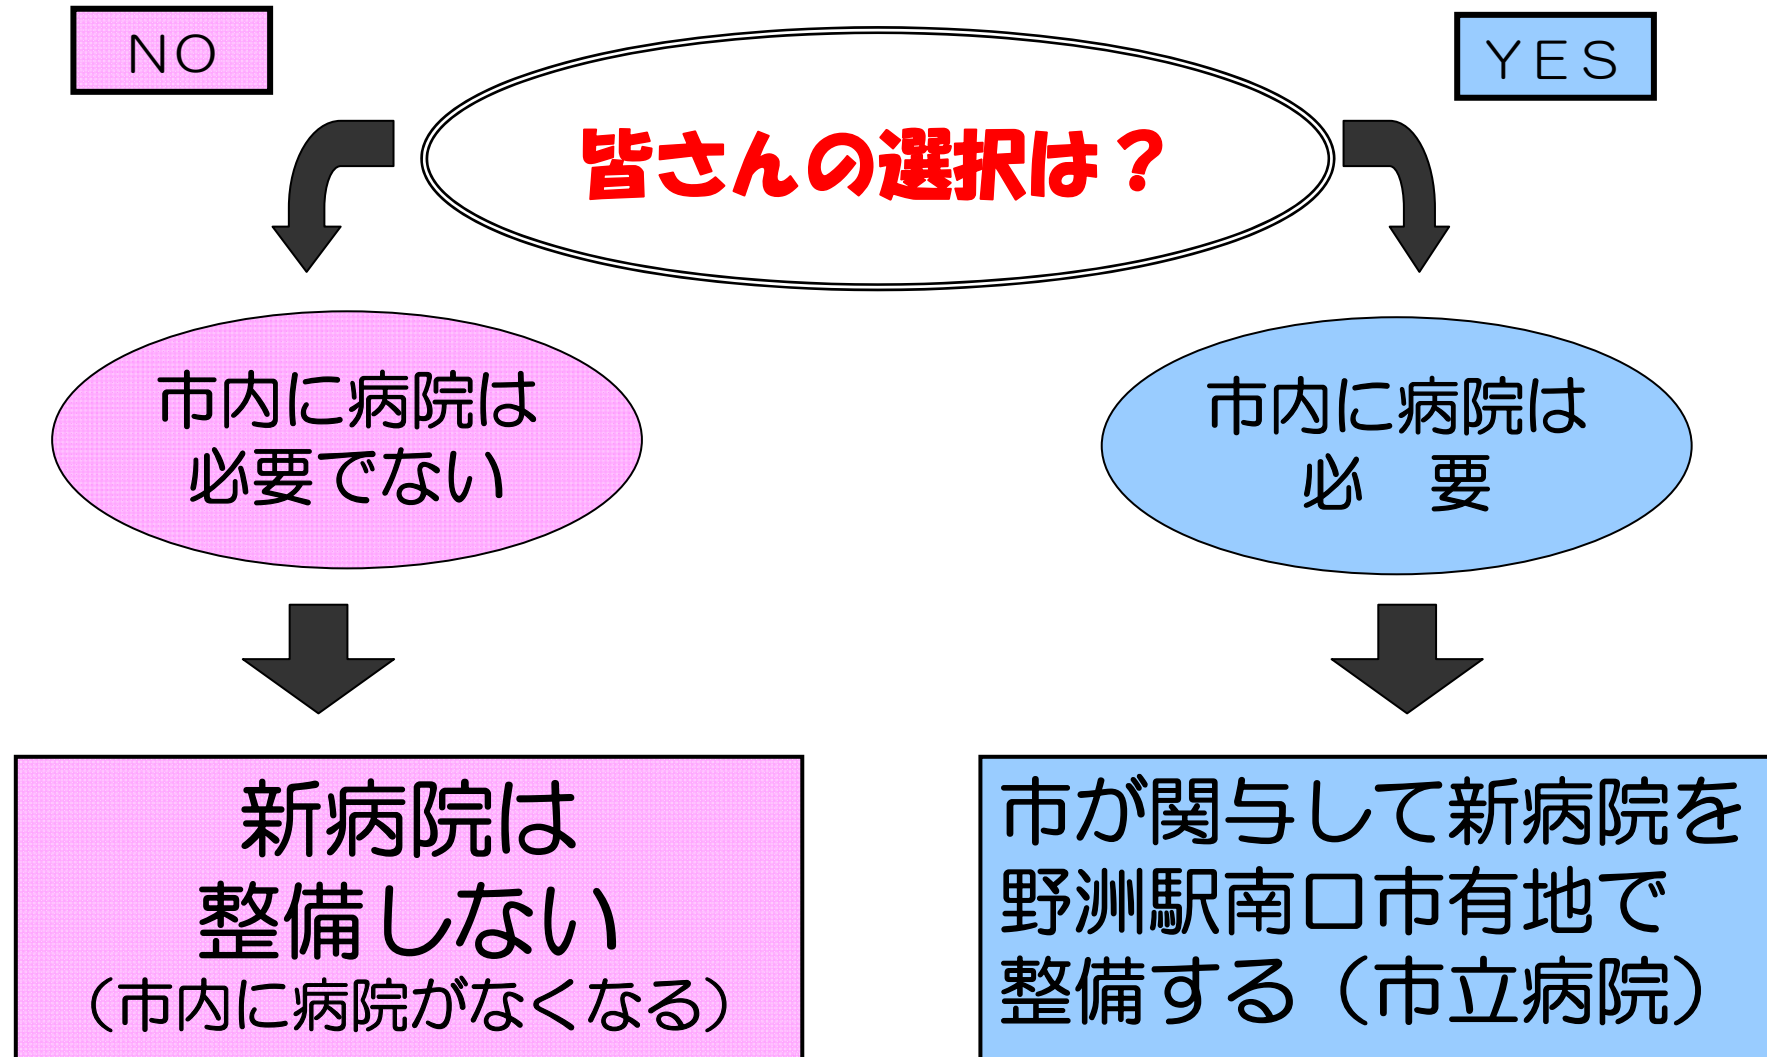 NO
YES
皆さんの選択は？
市内に病院は
必要でない
市内に病院は
必　要
新病院は
整備しない
（市内に病院がなくなる）
市が関与して新病院を
野洲駅南口市有地で
整備する（市立病院）